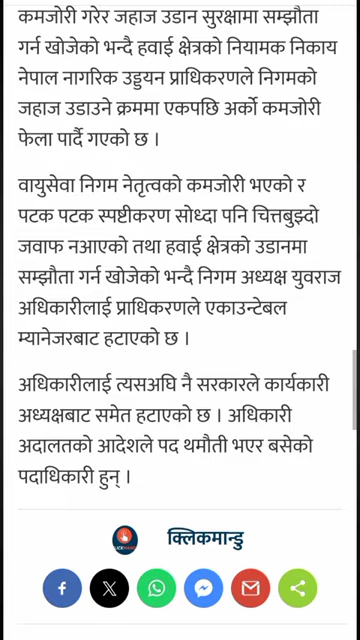 कमजोरी गरेर जहाज उडान सुरक्षामा सम्झौता
गर्न खोजेको भन्दै हवाई क्षेत्रको नियामक निकाय
नेपाल नागरिक उड्डयन प्राधिकरणले निगमको
जहाज उडाउने क्रममा एकपछि अर्को कमजोरी
फेला पार्दै गएको छ ।
वायुसेवा निगम नेतृत्वको कमजोरी भएको र
पटक पटक स्पष्टीकरण सोध्दा पनि चित्तबुझ्दो
जवाफ नआएको तथा हवाई क्षेत्रको उडानमा
सम्झौता गर्न खोजेको भन्दै निगम अध्यक्ष युवराज
अधिकारीलाई प्राधिकरणले एकाउन्टेबल
म्यानेजरबाट हटाएको छ ।
अधिकारीलाई त्यसअघि नै सरकारले कार्यकारी
अध्यक्षबाट समेत हटाएको छ । अधिकारी
अदालतको आदेशले पद थमौती भएर बसेको
पदाधिकारी हुन् ।
क्लिकमान्डु